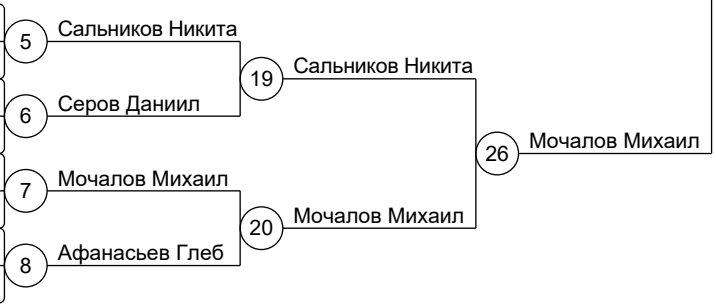 5 Сальников Никита
19 Сальников Никита
6 Серов Даниил
26 Мочалов Михаил
7 Мочалов Михаил
20 Мочалов Михаил
8 Афанасьев Глеб